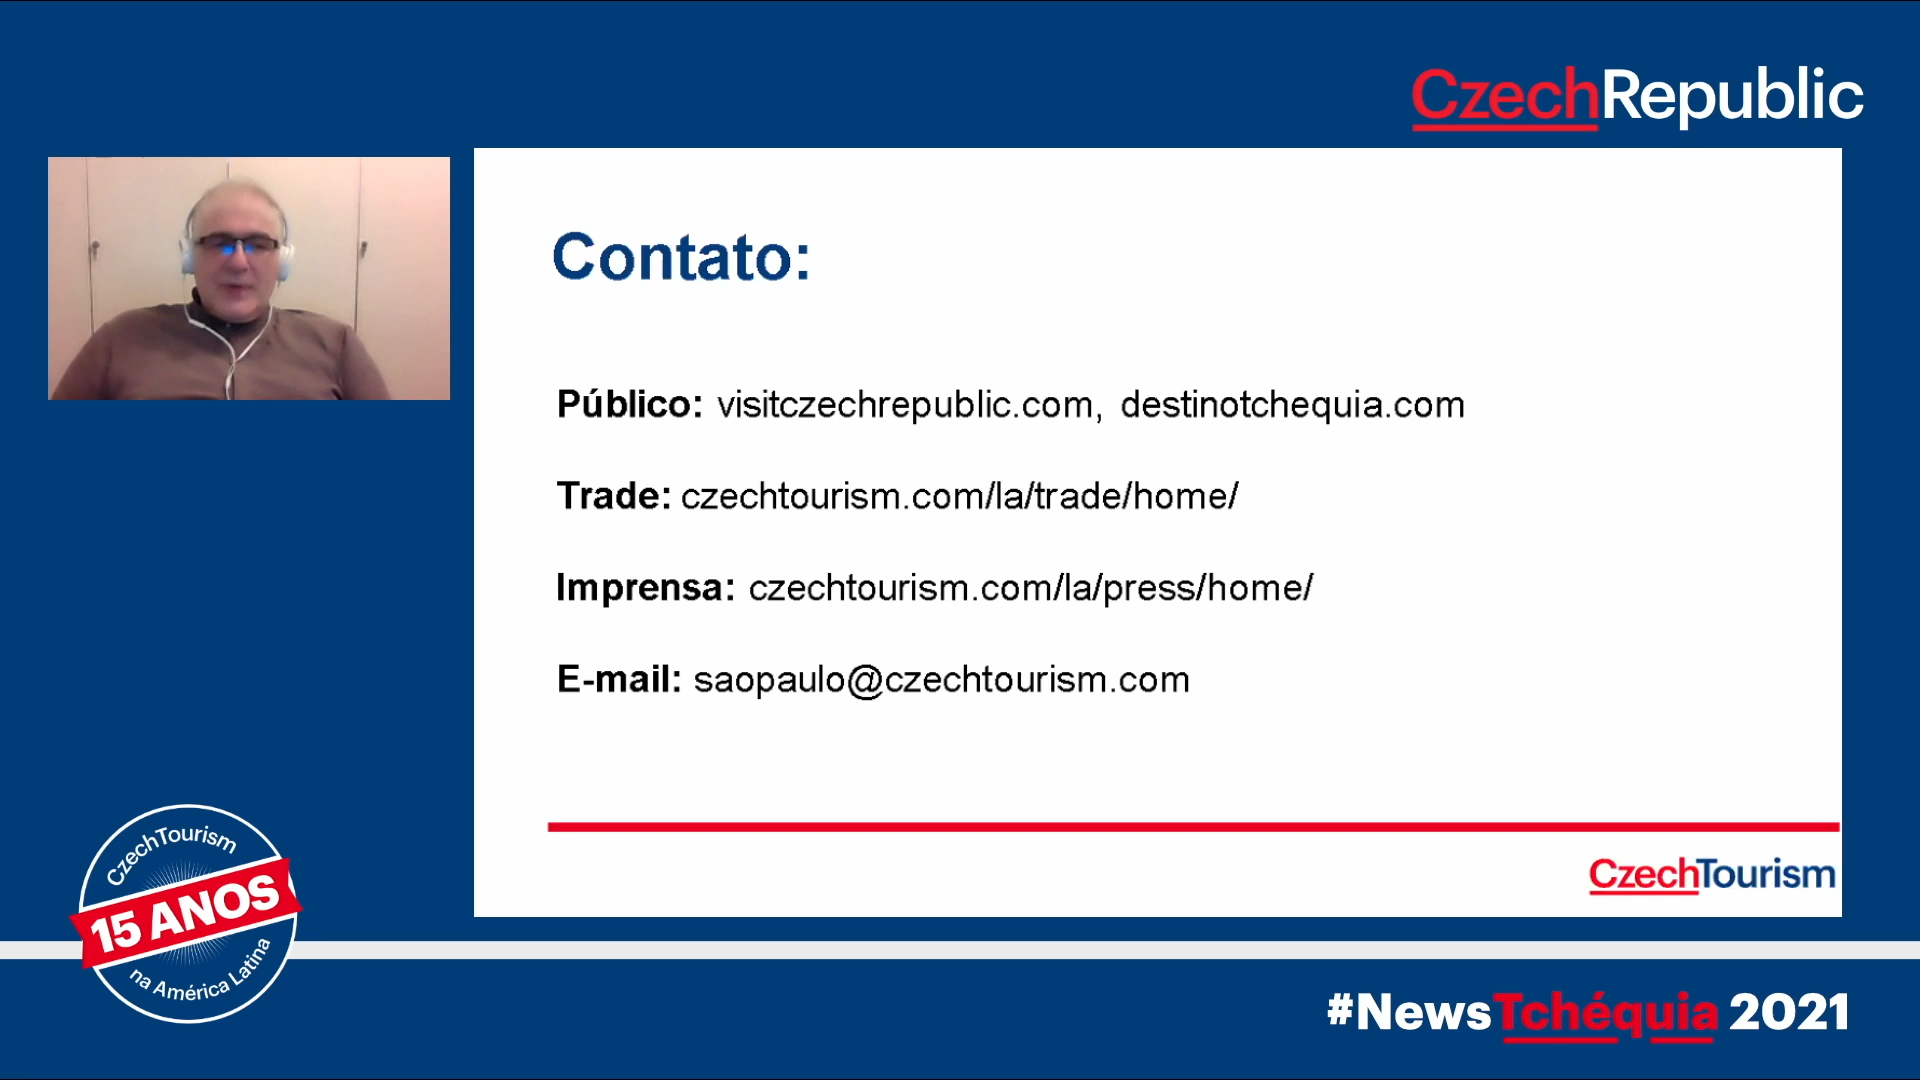 CzechRepublic
Contato:
Público: visitczechrepublic.com, destinotchequia.com
Trade: czechtourism.com/la/trade/home/
Imprensa: czechtourism.com/la/press/home/
E-mail: saopaulo@czechtourism.com
CzechTourism
CzechTourism
15 ANOS
na América Latina
#NewsTchéquia 2021